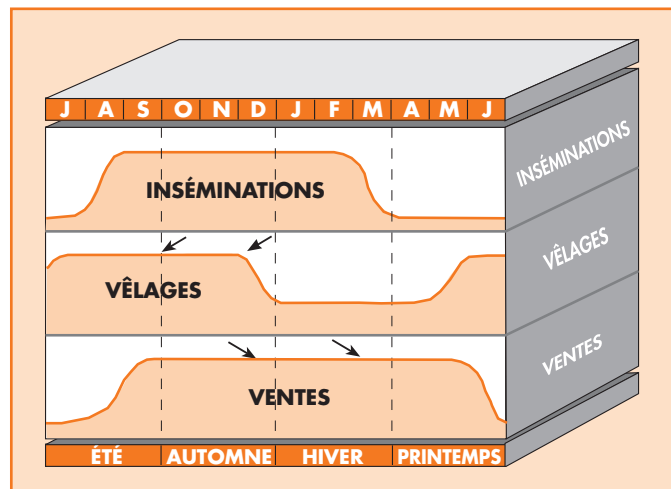 J A S O N D J F M A M J
INSÉMINATIONS
INSÉMINATIONS
VÊLAGES
VÊLAGES
VENTES
VENTES
ÉTÉ AUTOMNE HIVER PRINTEMPS